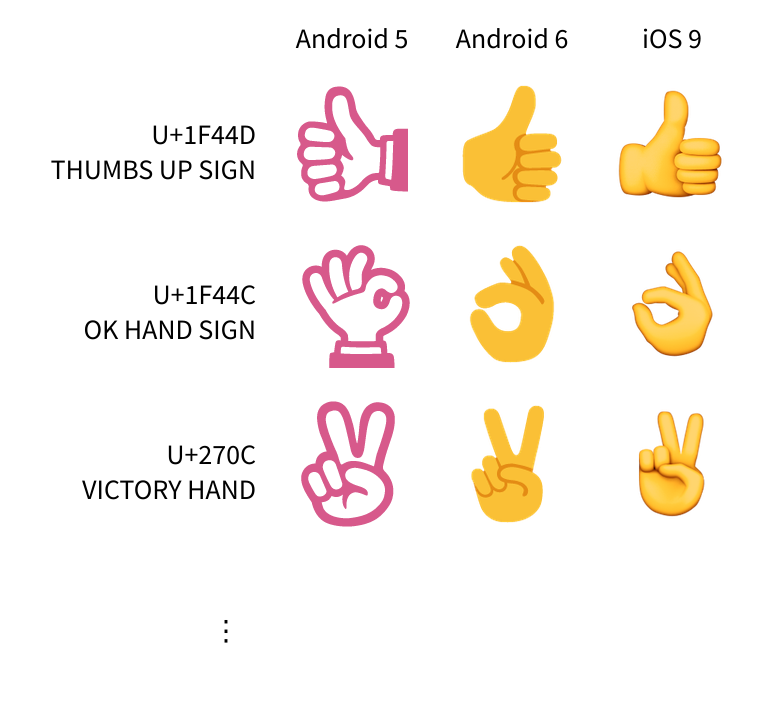 Android 5 Android 6 iOS 9
U+1F44D
THUMBS UP SIGN
U+1F44C
OK HAND SIGN
U+270C
VICTORY HAND
⋮